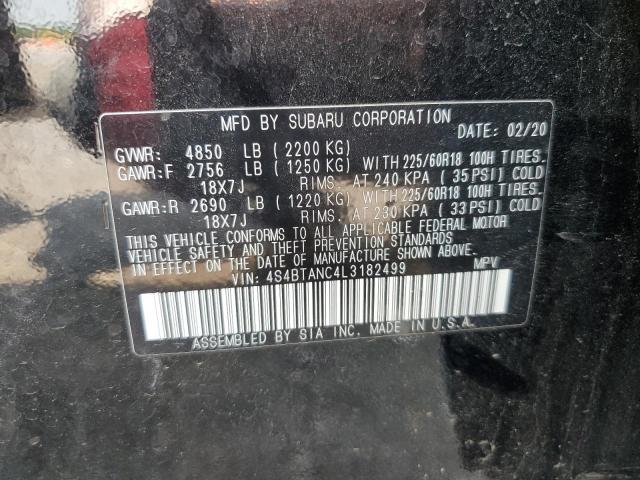 MFD BY SUBARU CORPORATION
DATE: 02/20
GVWR: 4850 LB (2200 KG)
GAWR:F 2756 LB (1250 KG) WITH 225/60R18 100H TIRES.
18X7J RIMS. AT 240 KPA (35 PSI) COLD
GAWR:R 2690 LB (1220 KG) WITH 225/60R18 100H TIRES.
18X7J RIMS. AT 230 KPA (33 PSI) COLD
THIS VEHICLE CONFORMS TO ALL APPLICABLE FEDERAL MOTOR
VEHICLE SAFETY AND THEFT PREVENTION STANDARDS
IN EFFECT ON THE DATE OF MANUFACTURE SHOWN ABOVE.
VIN: 4S4BTANC4L3182499 MPV
ASSEMBLED BY SIA INC. MADE IN U.S.A.